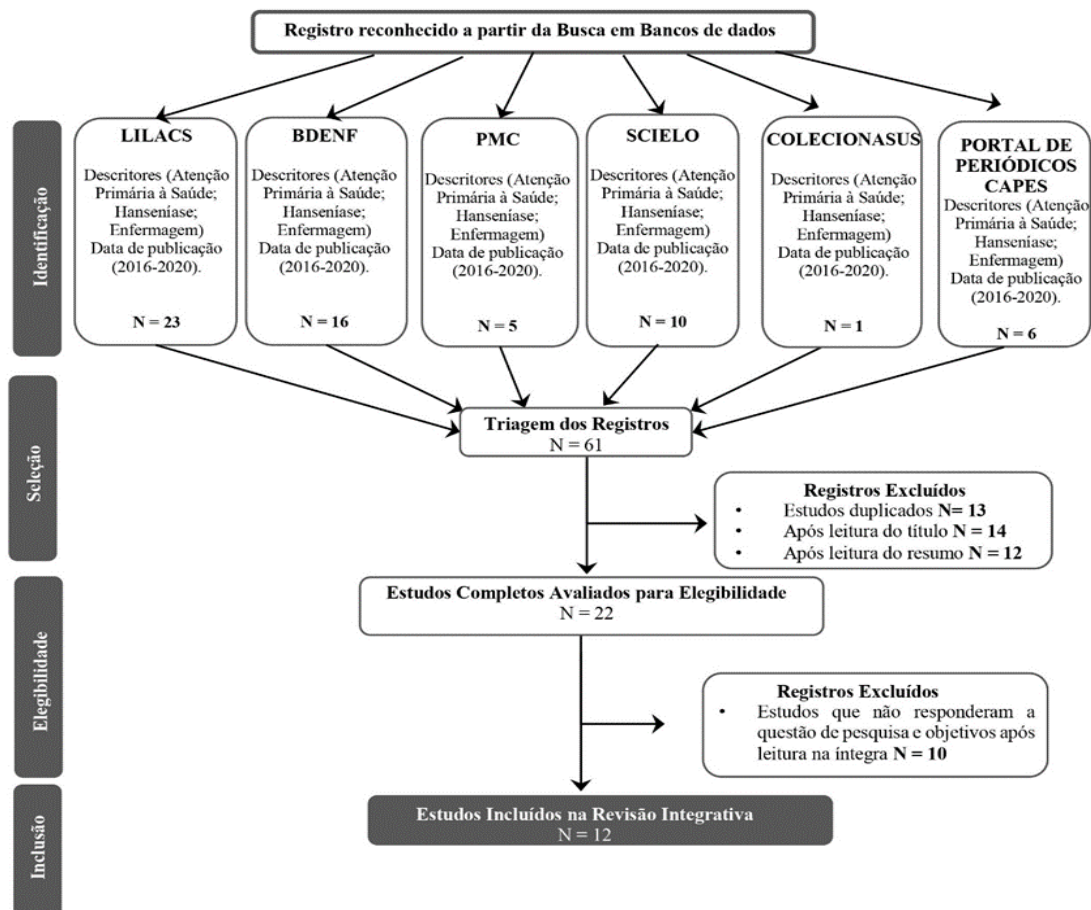 Registro reconhecido a partir da Busca em Bancos de dados
Identificação
LILACS
Descritores (Atenção
Primária à Saúde;
Hanseníase;
Enfermagem)
Data de publicação
(2016-2020).
N = 23
BDENF
Descritores (Atenção
Primária à Saúde;
Hanseníase;
Enfermagem)
Data de publicação
(2016-2020).
N = 16
PMC
Descritores (Atenção
Primária à Saúde;
Hanseníase;
Enfermagem)
Data de publicação
(2016-2020).
N = 5
SCIELO
Descritores (Atenção
Primária à Saúde;
Hanseníase;
Enfermagem)
Data de publicação
(2016-2020).
N = 10
COLECIONASUS
Descritores (Atenção
Primária à Saúde;
Hanseníase;
Enfermagem)
Data de publicação
(2016-2020).
N = 1
PORTAL DE
PERIÓDICOS
CAPES
Descritores (Atenção
Primária à Saúde;
Hanseníase;
Enfermagem)
Data de publicação
(2016-2020).
N = 6
Seleção
Triagem dos Registros
N = 61
Registros Excluídos
• Estudos duplicados N= 13
• Após leitura do título N = 14
• Após leitura do resumo N = 12
Elegibilidade
Estudos Completos Avaliados para Elegibilidade
N = 22
Registros Excluídos
• Estudos que não responderam a
questão de pesquisa e objetivos após
leitura na íntegra N = 10
Inclusão
Estudos Incluídos na Revisão Integrativa
N = 12